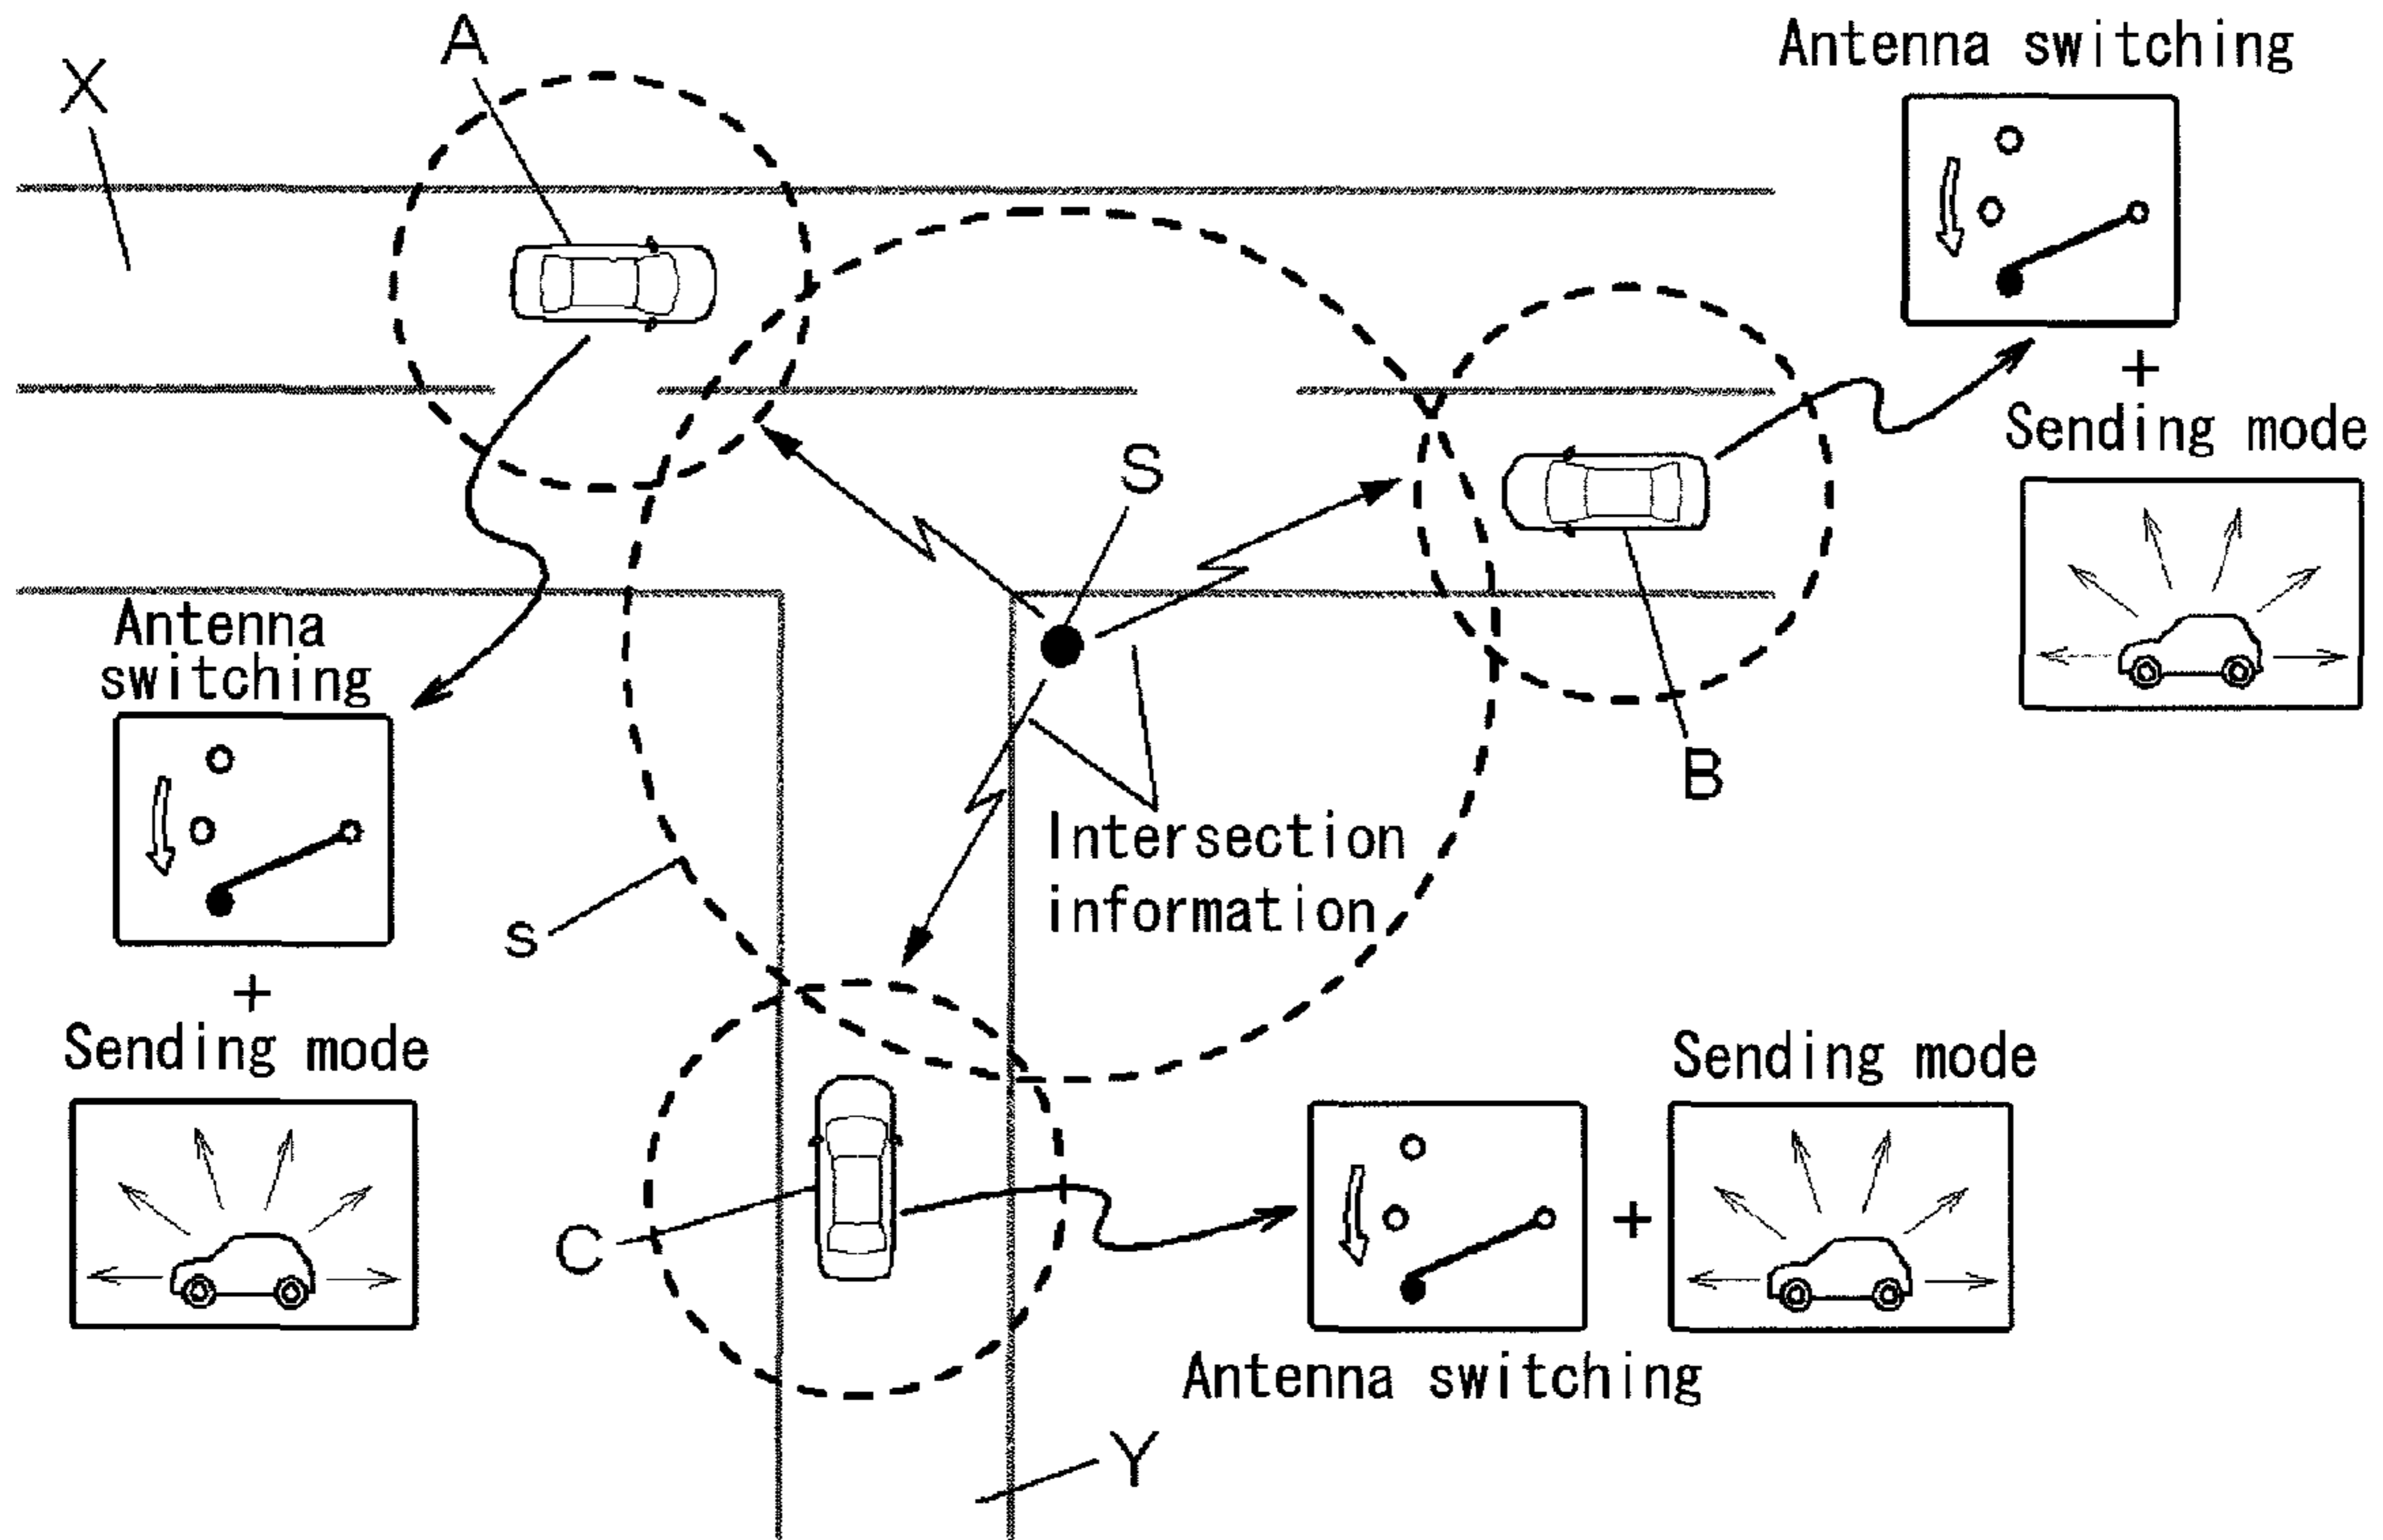 A
X
Antenna switching
+
Sending mode
S
Antenna
switching
B
Intersection
information
s
+
Sending mode
Sending mode
C
+
Antenna switching
Y